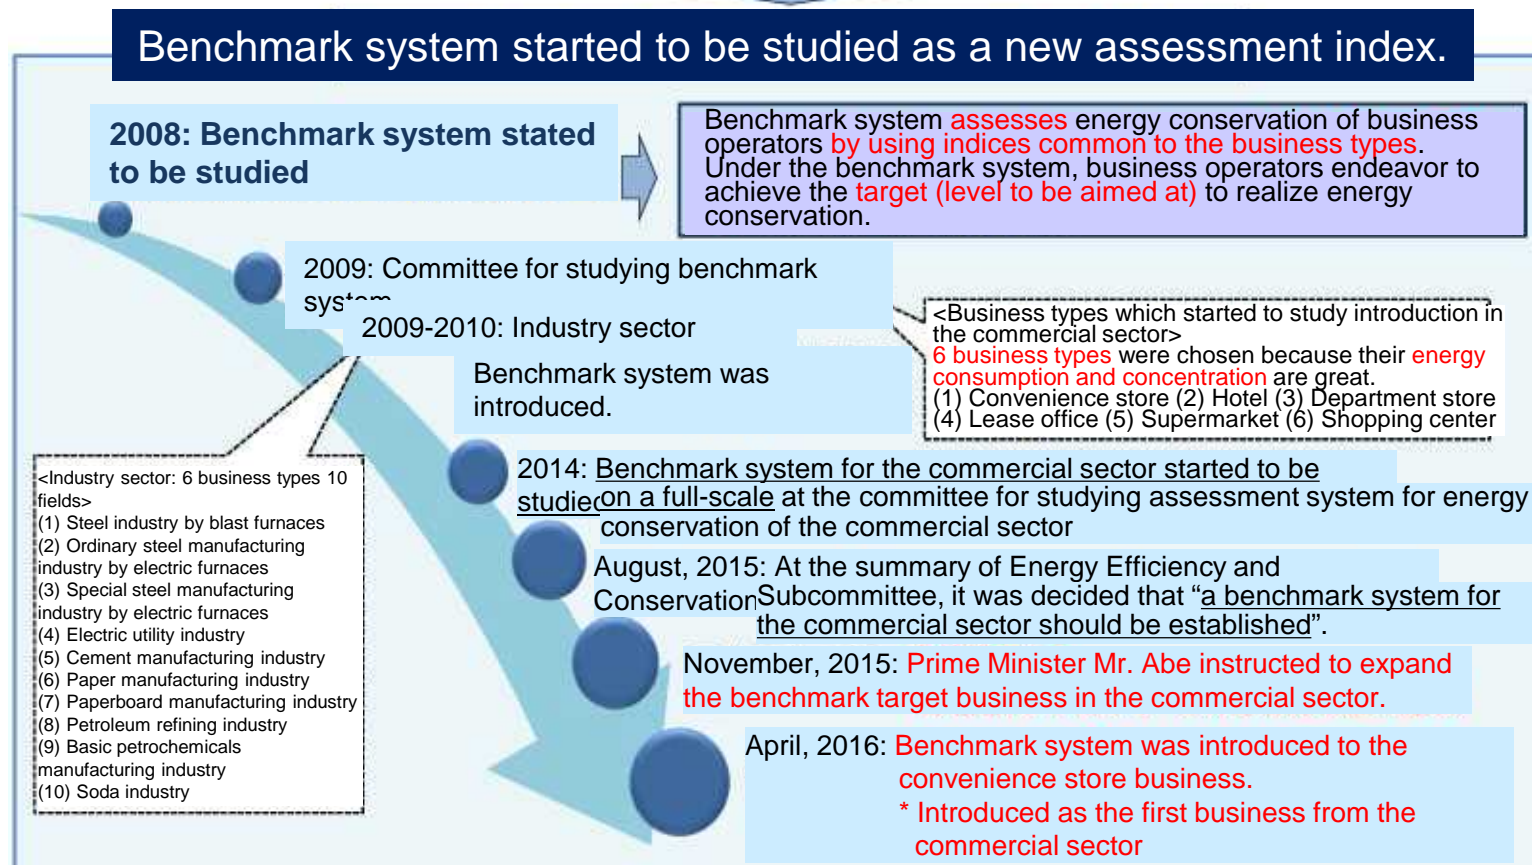 Benchmark system started to be studied as a new assessment index.
2008: Benchmark system stated
to be studied
Benchmark system assesses energy conservation of business
operators by using indices common to the business types.
Under the benchmark system, business operators endeavor to
achieve the target (level to be aimed at) to realize energy
conservation.
2009: Committee for studying benchmark
system
2009-2010: Industry sector
Benchmark system was
introduced.
<Business types which started to study introduction in
the commercial sector>
6 business types were chosen because their energy
consumption and concentration are great.
(1) Convenience store (2) Hotel (3) Department store
(4) Lease office (5) Supermarket (6) Shopping center
<Industry sector: 6 business types 10
fields>
(1) Steel industry by blast furnaces
(2) Ordinary steel manufacturing
industry by electric furnaces
(3) Special steel manufacturing
industry by electric furnaces
(4) Electric utility industry
(5) Cement manufacturing industry
(6) Paper manufacturing industry
(7) Paperboard manufacturing industry
(8) Petroleum refining industry
(9) Basic petrochemicals
manufacturing industry
(10) Soda industry
2014: Benchmark system for the commercial sector started to be
studied on a full-scale at the committee for studying assessment system for energy
conservation of the commercial sector
August, 2015: At the summary of Energy Efficiency and
Conservation Subcommittee, it was decided that “a benchmark system for
the commercial sector should be established”.
November, 2015: Prime Minister Mr. Abe instructed to expand
the benchmark target business in the commercial sector.
April, 2016: Benchmark system was introduced to the
convenience store business.
* Introduced as the first business from the
commercial sector